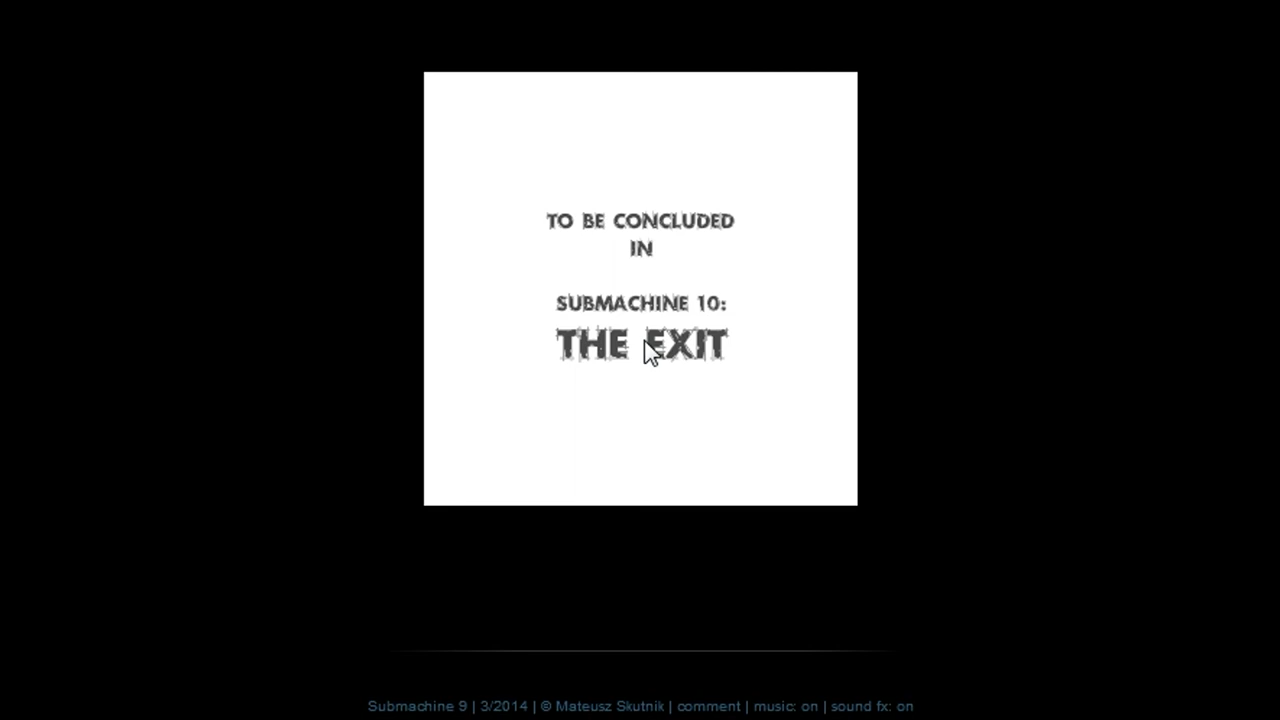 TO BE CONCLUDED
IN
SUBMACHINE 10:
THE EXIT
Submachine 9 | 3/2014 | © Mateusz Skutnik | comment | music: on | sound fx: on